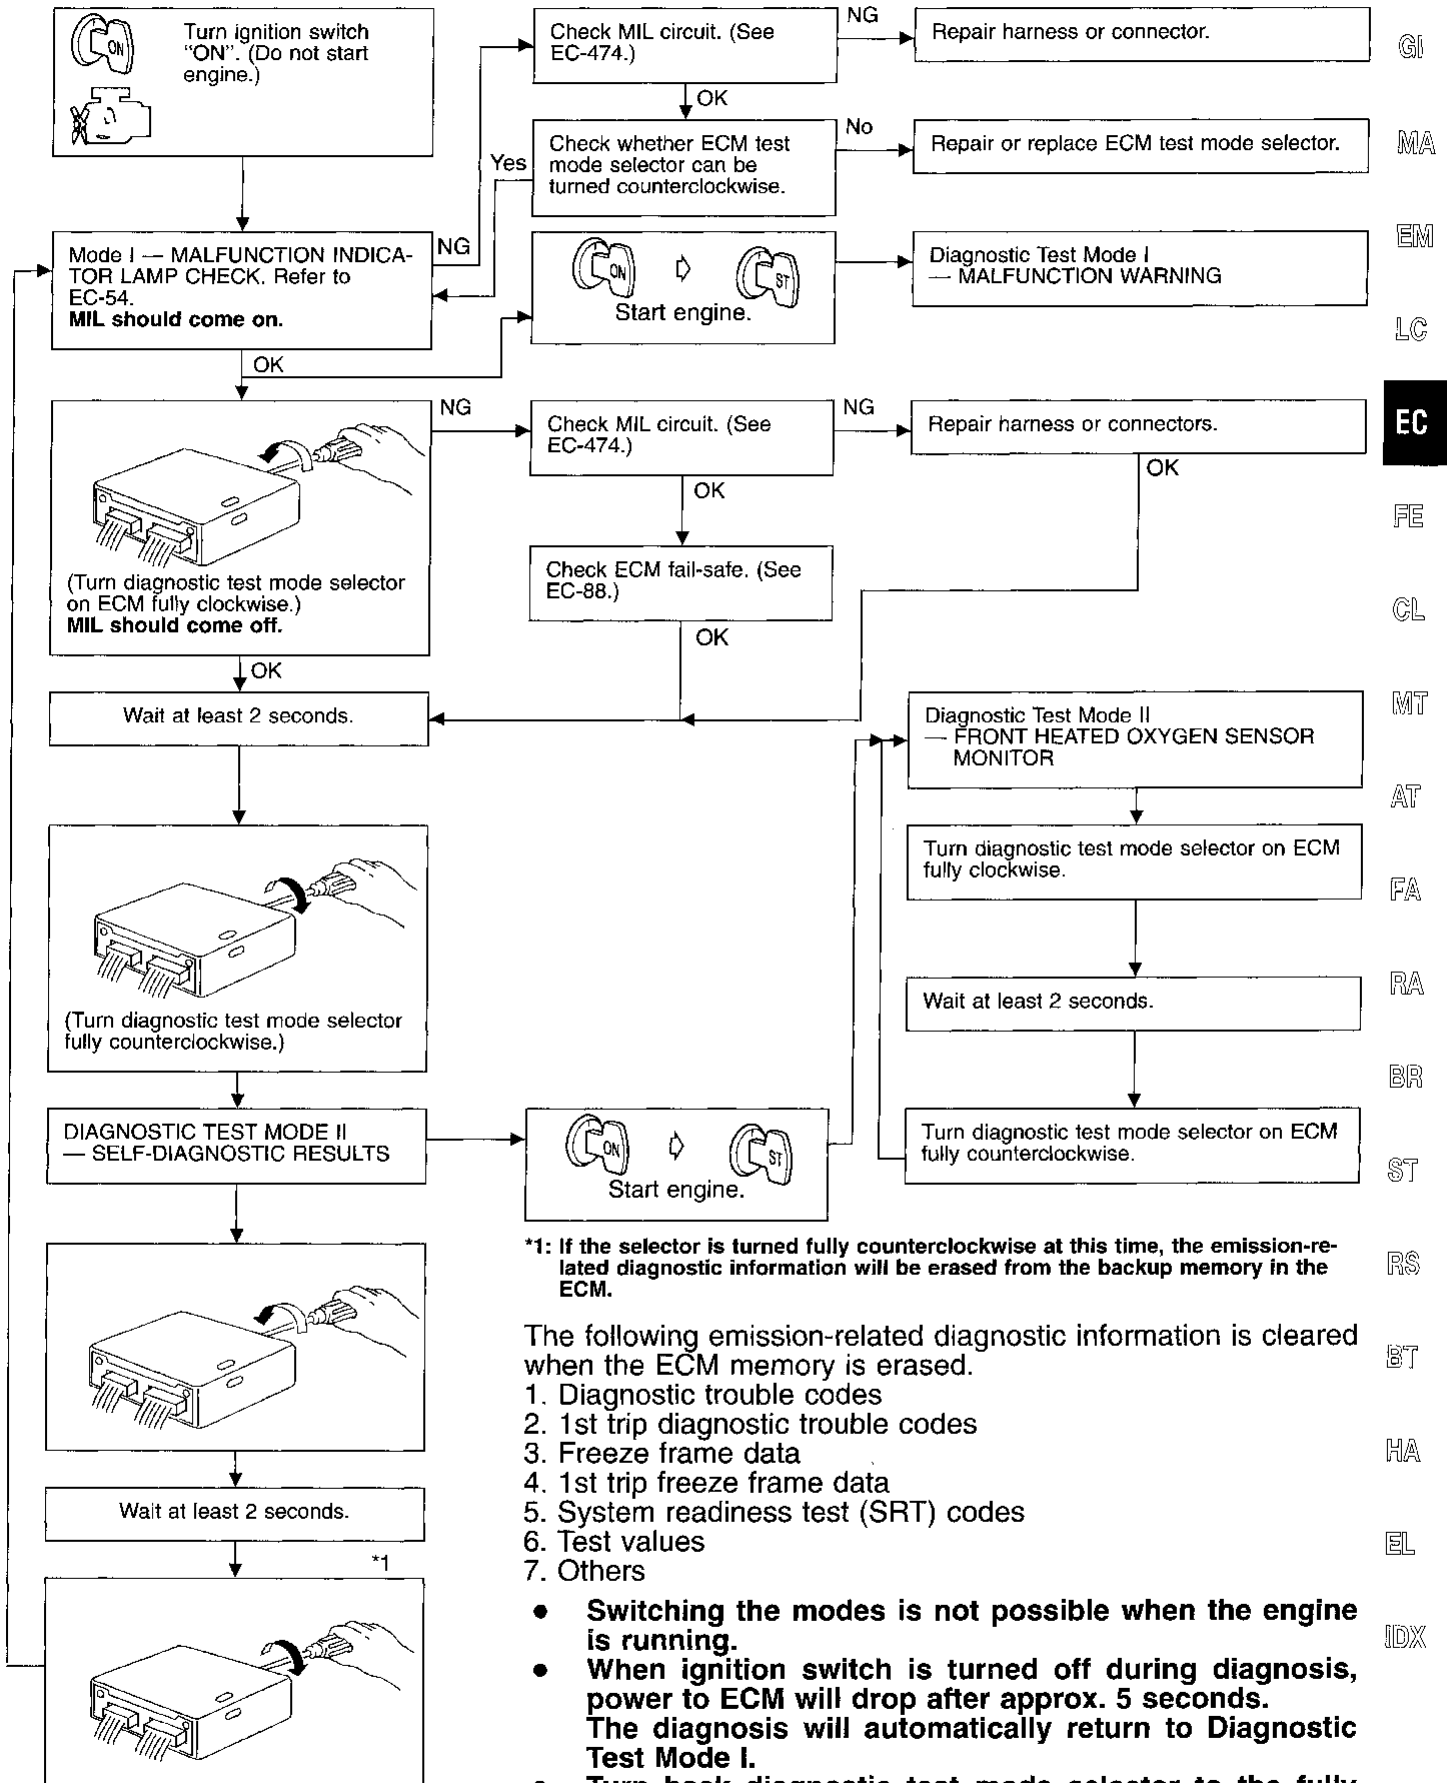 Turn ignition switch
"ON". (Do not start
engine.)
ON
NG
Check MIL circuit. (See
EC-474.)
NG
Repair harness or connector.
OK
Check whether ECM test
mode selector can be
turned counterclockwise.
Yes
No
Repair or replace ECM test mode selector.
Mode I — MALFUNCTION INDICA-
TOR LAMP CHECK. Refer to
EC-54.
MIL should come on.
ON
ST
Start engine.
Diagnostic Test Mode I
— MALFUNCTION WARNING
OK
(Turn diagnostic test mode selector
on ECM fully clockwise.)
MIL should come off.
NG
Check MIL circuit. (See
EC-474.)
NG
Repair harness or connectors.
OK
OK
Check ECM fail-safe. (See
EC-88.)
OK
OK
Wait at least 2 seconds.
(Turn diagnostic test mode selector
fully counterclockwise.)
DIAGNOSTIC TEST MODE II
— SELF-DIAGNOSTIC RESULTS
ON
ST
Start engine.
Diagnostic Test Mode II
— FRONT HEATED OXYGEN SENSOR
MONITOR
Turn diagnostic test mode selector on ECM
fully clockwise.
Wait at least 2 seconds.
Turn diagnostic test mode selector on ECM
fully counterclockwise.
Wait at least 2 seconds.
*1
*1: If the selector is turned fully counterclockwise at this time, the emission-re-
lated diagnostic information will be erased from the backup memory in the
ECM.
The following emission-related diagnostic information is cleared
when the ECM memory is erased.
1. Diagnostic trouble codes
2. 1st trip diagnostic trouble codes
3. Freeze frame data
4. 1st trip freeze frame data
5. System readiness test (SRT) codes
6. Test values
7. Others
• Switching the modes is not possible when the engine
is running.
• When ignition switch is turned off during diagnosis,
power to ECM will drop after approx. 5 seconds.
The diagnosis will automatically return to Diagnostic
Test Mode I.
• Turn back diagnostic test mode selector to the fully
GI
MA
EM
LC
EC
FE
CL
MT
AT
FA
RA
BR
ST
RS
BT
HA
EL
IDX